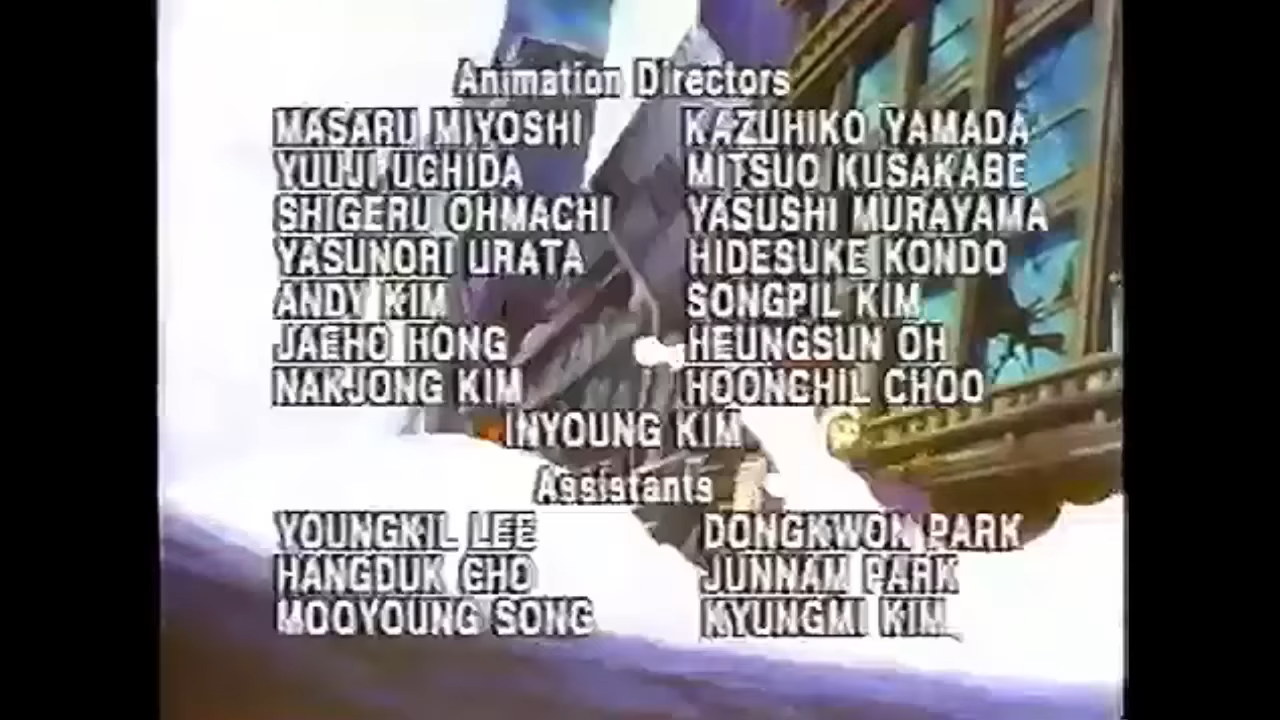 Animation Directors
MASARU MIYOSHI KAZUHIKO YAMADA
YUUJI UCHIDA MITSUO KUSAKABE
SHIGERU OHMACHI YASUSHI MURAYAMA
YASUNORI URATA HIDESUKE KONDO
ANDY KIM SONGPIL KIM
JAEHO HONG HEUNGSUN OH
NAKJONG KIM HOONCHIL CHOO
INYOUNG KIM
Assistants
YOUNGKIL LEE DONGKWON PARK
HANGDUK CHO JUNNAM PARK
MOOYOUNG SONG KYUNGMI KIM